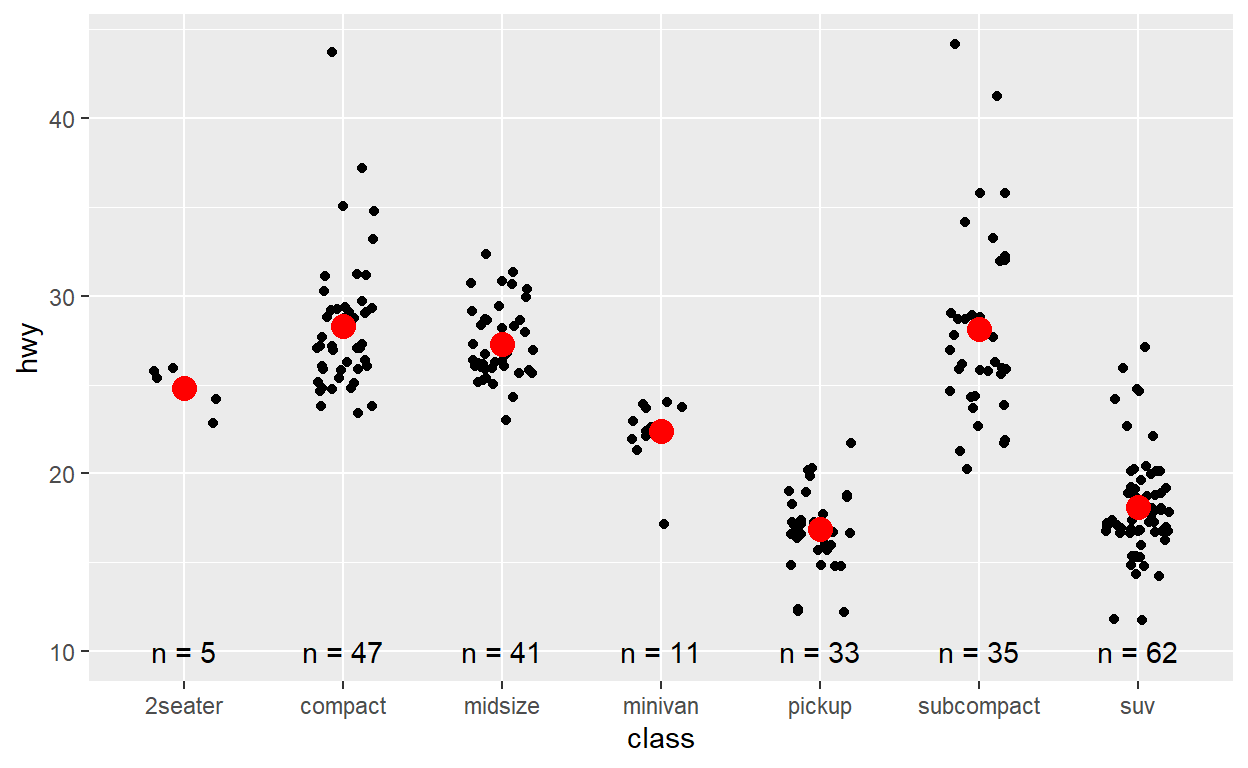 hwy
40
30
20
10
n = 5 n = 47 n = 41 n = 11 n = 33 n = 35 n = 62
2seater compact midsize minivan pickup subcompact suv
class